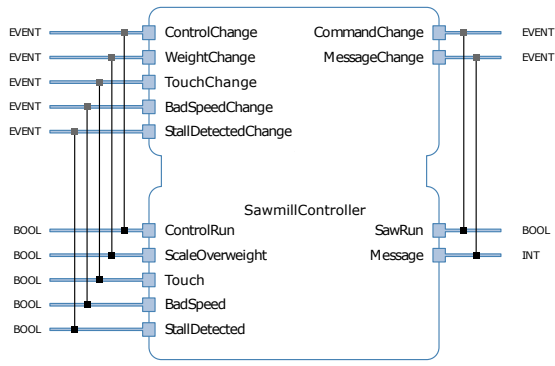 EVENT ControlChange CommandChange EVENT
EVENT WeightChange MessageChange EVENT
EVENT TouchChange
EVENT BadSpeedChange
EVENT StallDetectedChange
SawmillController
BOOL ControlRun SawRun BOOL
BOOL ScaleOverweight Message INT
BOOL Touch
BOOL BadSpeed
BOOL StallDetected